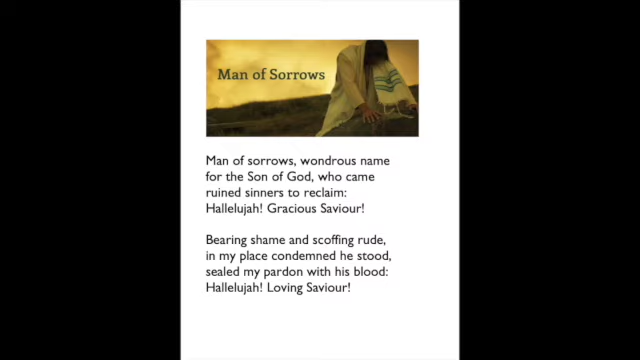 Man of Sorrows
Man of sorrows, wondrous name
for the Son of God, who came
ruined sinners to reclaim:
Hallelujah! Gracious Saviour!
Bearing shame and scoffing rude,
in my place condemned he stood,
sealed my pardon with his blood:
Hallelujah! Loving Saviour!